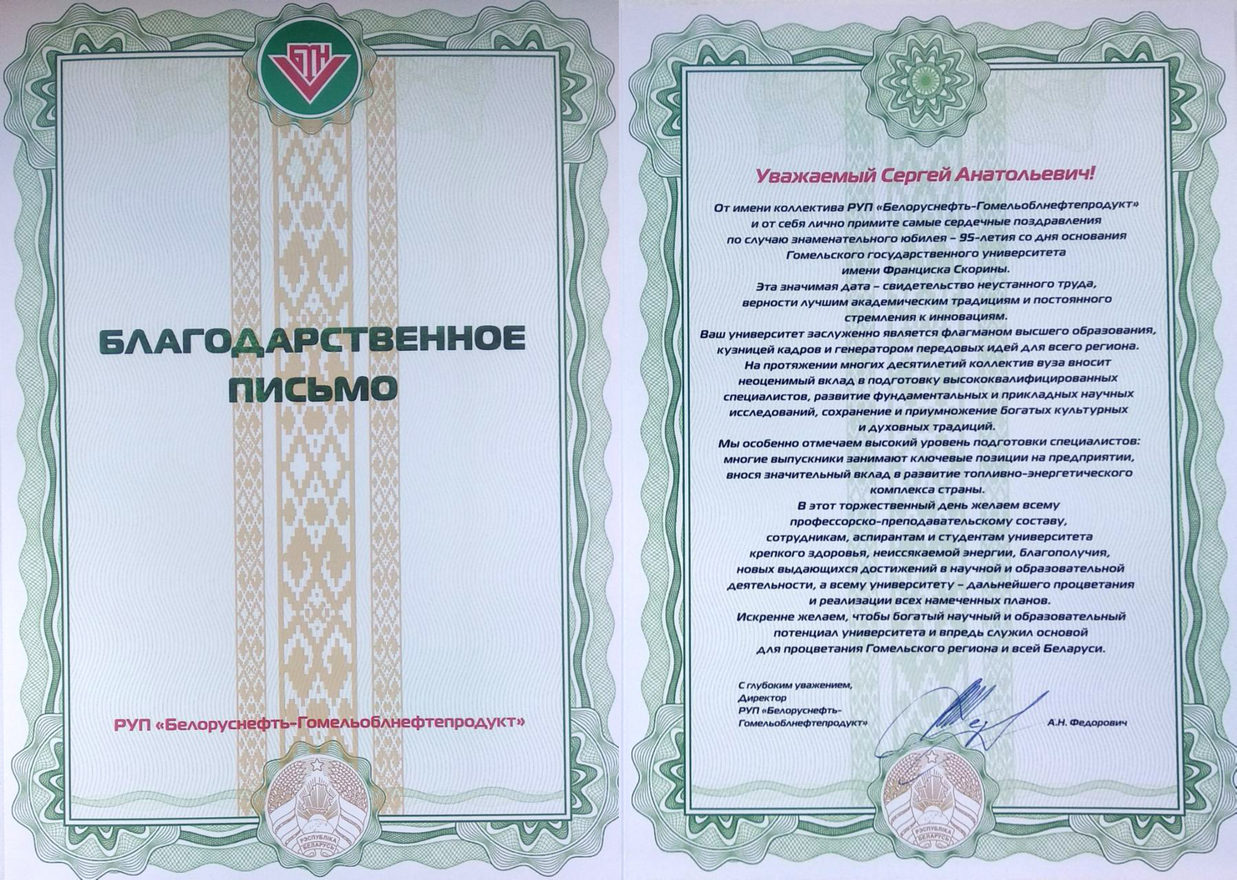 БТН
БЛАГОДАРСТВЕННОЕ
ПИСЬМО
РУП «Белоруснефть-Гомельоблнефтепродукт»
РЭСПУБЛІКА
БЕЛАРУСЬ
Уважаемый Сергей Анатольевич!
От имени коллектива РУП «Белоруснефть-Гомельоблнефтепродукт»
и от себя лично примите самые сердечные поздравления
по случаю знаменательного юбилея – 95-летия со дня основания
Гомельского государственного университета
имени Франциска Скорины.
Эта значимая дата – свидетельство неустанного труда,
верности лучшим академическим традициям и постоянного
стремления к инновациям.
Ваш университет заслуженно является флагманом высшего образования,
кузницей кадров и генератором передовых идей для всего региона.
На протяжении многих десятилетий коллектив вуза вносит
неоценимый вклад в подготовку высококвалифицированных
специалистов, развитие фундаментальных и прикладных научных
исследований, сохранение и приумножение богатых культурных
и духовных традиций.
Мы особенно отмечаем высокий уровень подготовки специалистов:
многие выпускники занимают ключевые позиции на предприятии,
внося значительный вклад в развитие топливно-энергетического
комплекса страны.
В этот торжественный день желаем всему
профессорско-преподавательскому составу,
сотрудникам, аспирантам и студентам университета
крепкого здоровья, неиссякаемой энергии, благополучия,
новых выдающихся достижений в научной и образовательной
деятельности, а всему университету – дальнейшего процветания
и реализации всех намеченных планов.
Искренне желаем, чтобы богатый научный и образовательный
потенциал университета и впредь служил основой
для процветания Гомельского региона и всей Беларуси.
С глубоким уважением,
Директор
РУП «Белоруснефть-
Гомельоблнефтепродукт»
А.Н. Федорович
РЭСПУБЛІКА
БЕЛАРУСЬ